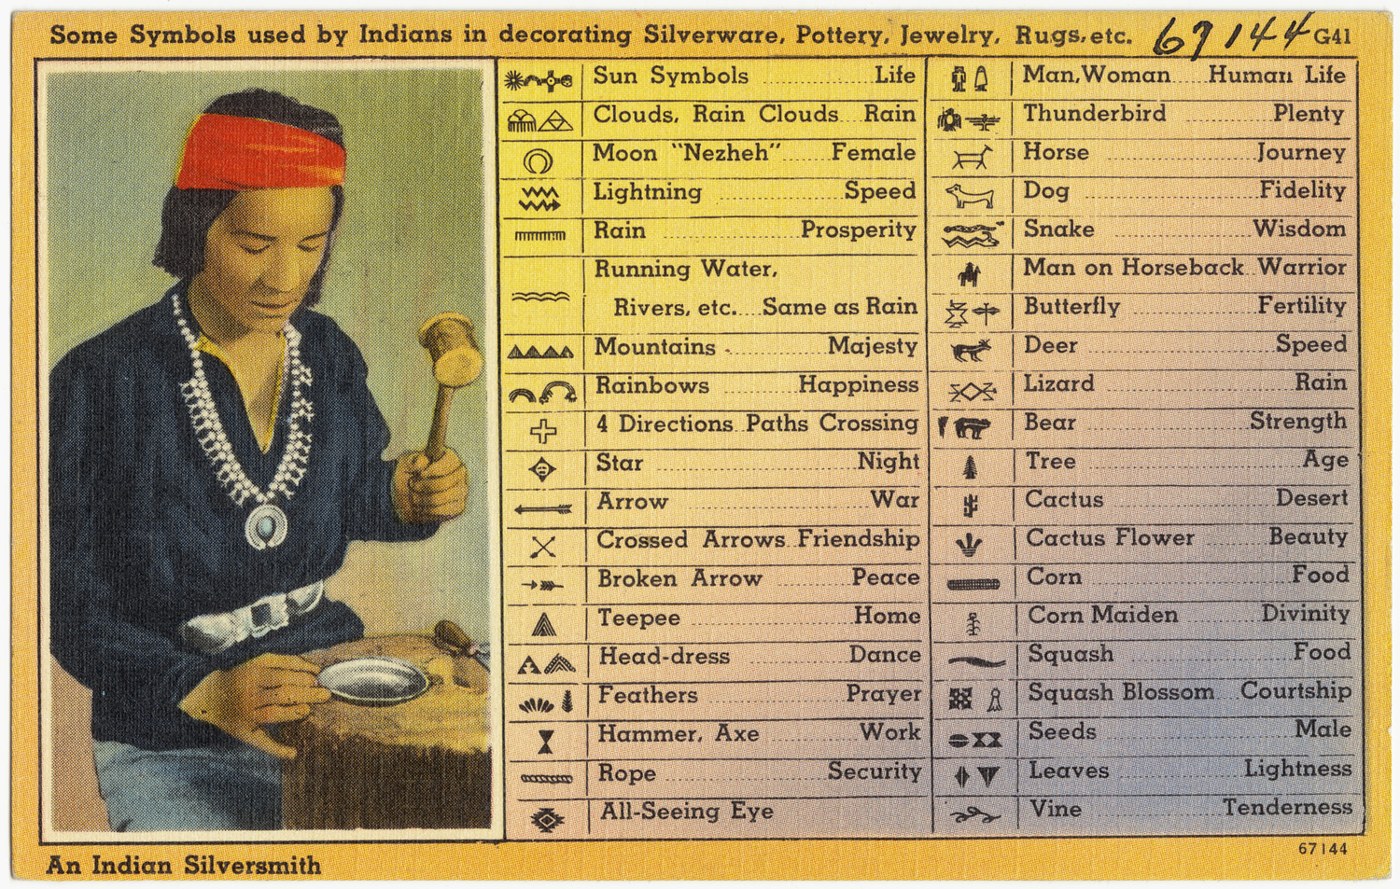 Some Symbols used by Indians in decorating Silverware, Pottery, Jewelry, Rugs, etc. 67144 G41
Sun Symbols ........ Life
Clouds, Rain Clouds... Rain
Moon "Nezheh" ........ Female
Lightning ........ Speed
Rain ........ Prosperity
Running Water,
Rivers, etc. .... Same as Rain
Mountains ........ Majesty
Rainbows ........ Happiness
4 Directions.. Paths Crossing
Star ........ Night
Arrow ........ War
Crossed Arrows.. Friendship
Broken Arrow ........ Peace
Teepee ........ Home
Head-dress ........ Dance
Feathers ........ Prayer
Hammer, Axe ........ Work
Rope ........ Security
All-Seeing Eye
Man, Woman ..... Human Life
Thunderbird ........ Plenty
Horse ........ Journey
Dog ........ Fidelity
Snake ........ Wisdom
Man on Horseback.. Warrior
Butterfly ........ Fertility
Deer ........ Speed
Lizard ........ Rain
Bear ........ Strength
Tree ........ Age
Cactus ........ Desert
Cactus Flower ........ Beauty
Corn ........ Food
Corn Maiden ........ Divinity
Squash ........ Food
Squash Blossom... Courtship
Seeds ........ Male
Leaves ........ Lightness
Vine ........ Tenderness
67144
An Indian Silversmith